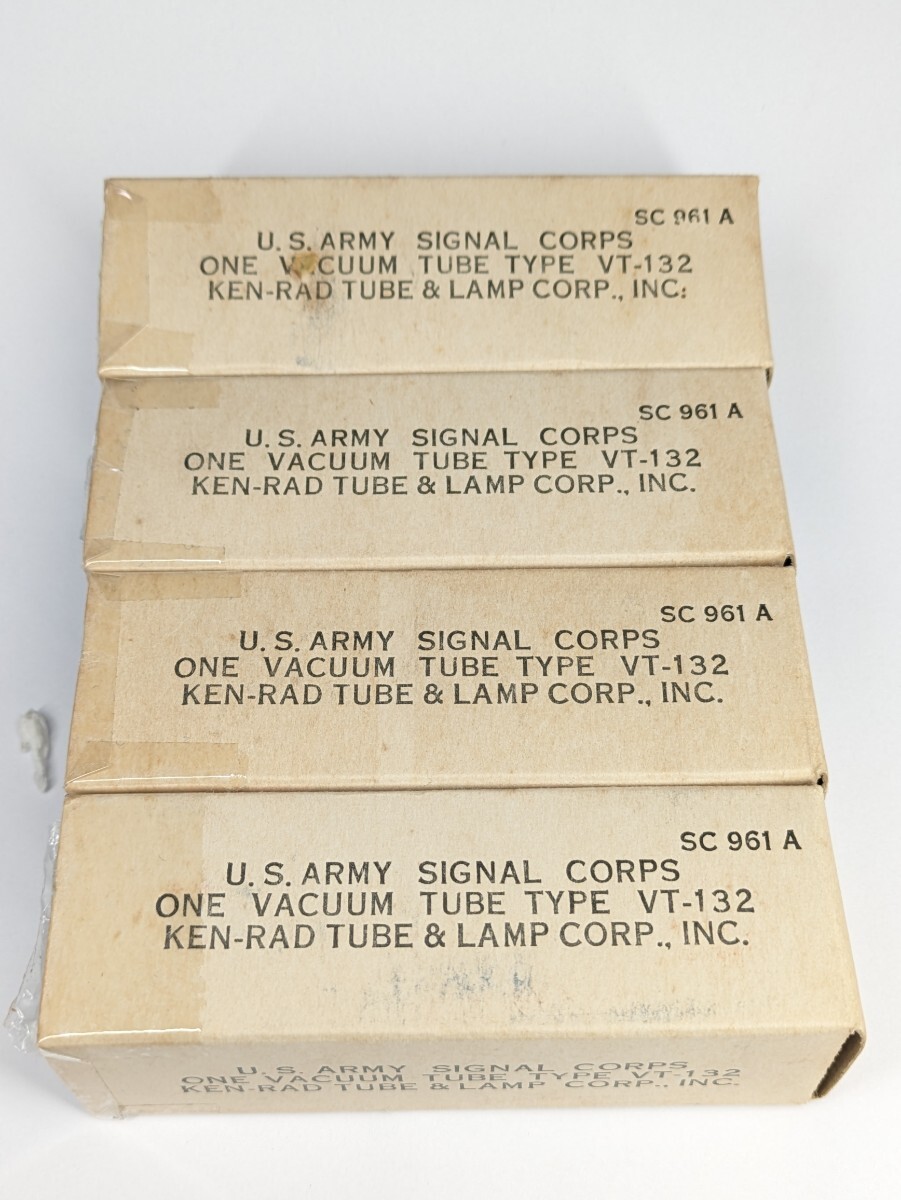 SC 961 A
U. S. ARMY SIGNAL CORPS
ONE VACUUM TUBE TYPE VT-132
KEN-RAD TUBE & LAMP CORP., INC.
SC 961 A
U. S. ARMY SIGNAL CORPS
ONE VACUUM TUBE TYPE VT-132
KEN-RAD TUBE & LAMP CORP., INC.
SC 961 A
U. S. ARMY SIGNAL CORPS
ONE VACUUM TUBE TYPE VT-132
KEN-RAD TUBE & LAMP CORP., INC.
SC 961 A
U. S. ARMY SIGNAL CORPS
ONE VACUUM TUBE TYPE VT-132
KEN-RAD TUBE & LAMP CORP., INC.
U. S. ARMY SIGNAL CORPS
ONE VACUUM TUBE TYPE VT-132
KEN-RAD TUBE & LAMP CORP., INC.